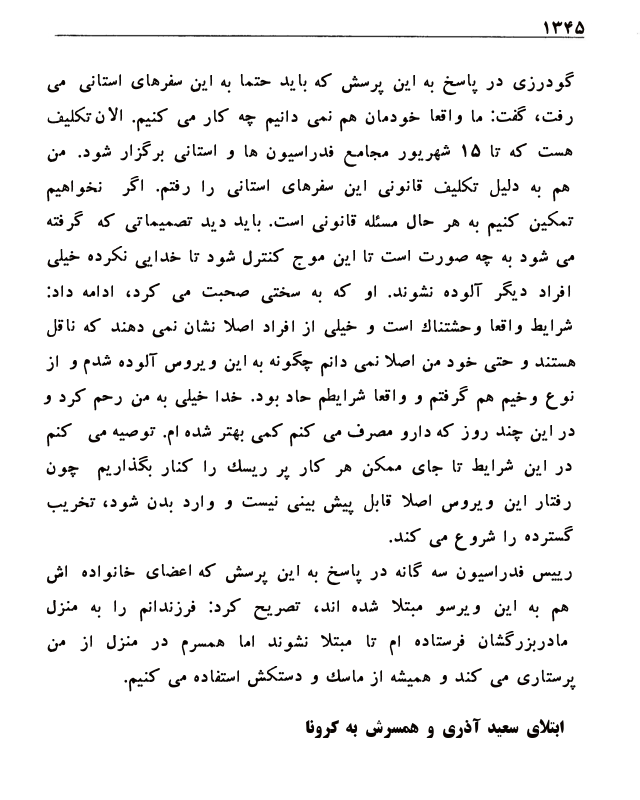 ۱۳۴۵
گودرزی در پاسخ به این پرسش که باید حتما به این سفرهای استانی می
رفت، گفت: ما واقعا خودمان هم نمی دانیم چه کار می کنیم. الان تکلیف
هست که تا ۱۵ شهریور مجامع فدراسیون ها و استانی برگزار شود. من
هم به دلیل تکلیف قانونی این سفرهای استانی را رفتم. اگر نخواهیم
تمکین کنیم به هر حال مسئله قانونی است. باید دید تصمیماتی که گرفته
می شود به چه صورت است تا این موج کنترل شود تا خدایی نکرده خیلی
افراد دیگر آلوده نشوند. او که به سختی صحبت می کرد، ادامه داد:
شرایط واقعا وحشتناک است و خیلی از افراد اصلا نشان نمی دهند که ناقل
هستند و حتی خود من اصلا نمی دانم چگونه به این ویروس آلوده شدم و از
نوع وخیم هم گرفتم و واقعا شرایطم حاد بود. خدا خیلی به من رحم کرد و
در این چند روز که دارو مصرف می کنم کمی بهتر شده ام. توصیه می کنم
در این شرایط تا جای ممکن هر کار پر ریسک را کنار بگذاریم چون
رفتار این ویروس اصلا قابل پیش بینی نیست و وارد بدن شود، تخریب
گسترده را شروع می کند.
رییس فدراسیون سه گانه در پاسخ به این پرسش که اعضای خانواده اش
هم به این ویرسو مبتلا شده اند، تصریح کرد: فرزندانم را به منزل
مادربزرگشان فرستاده ام تا مبتلا نشوند اما همسرم در منزل از من
پرستاری می کند و همیشه از ماسک و دستکش استفاده می کنیم.
ابتلای سعید آذری و همسرش به کرونا